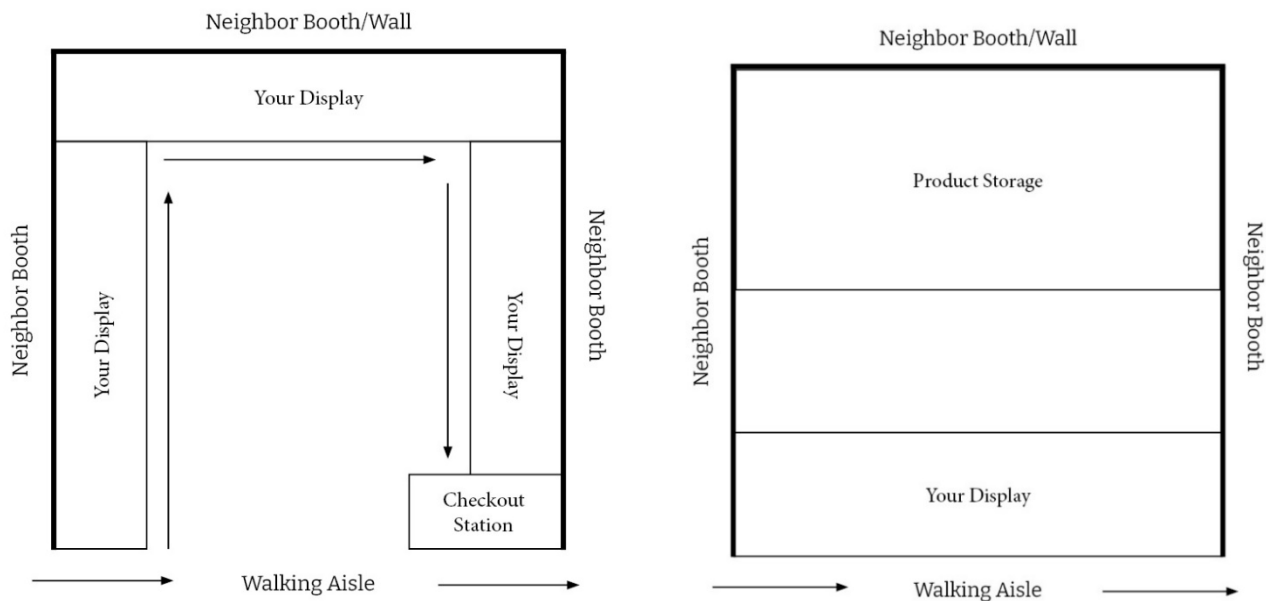 Neighbor Booth/Wall
Your Display
Neighbor Booth
Your Display
Your Display
Neighbor Booth
Checkout
Station
Walking Aisle
Neighbor Booth/Wall
Product Storage
Neighbor Booth
Neighbor Booth
Your Display
Walking Aisle